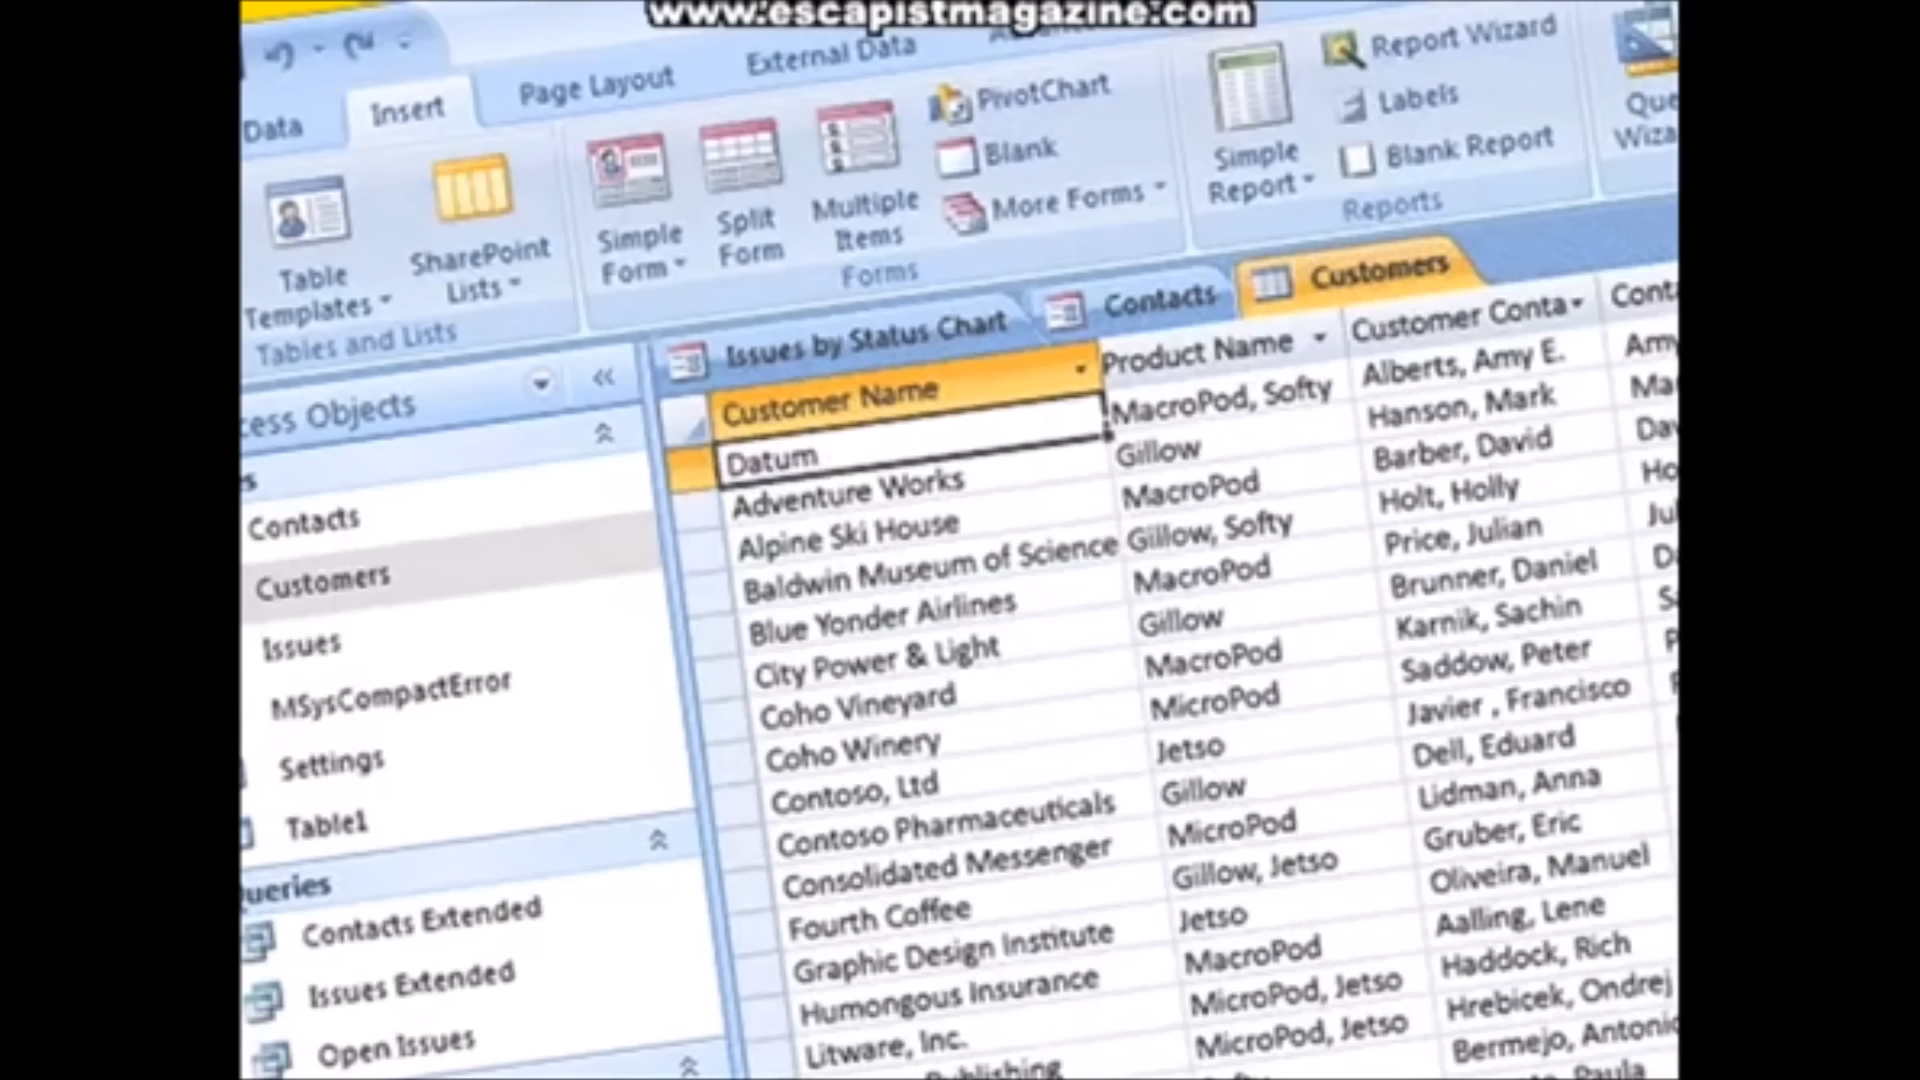 www.escapistmagazine.com
Data
Insert
Page Layout
External Data
Table
Templates
SharePoint
Lists
Tables and Lists
Simple
Form
Split
Form
Multiple
Items
PivotChart
Blank
More Forms
Forms
Simple
Report
Report Wizard
Labels
Blank Report
Reports
Issues by Status Chart
Contacts
Customers
Objects
Contacts
Customers
Issues
MSysCompactError
Settings
Table1
Contacts Extended
Issues Extended
Open Issues
Customer Name Product Name Customer Conta
Datum MacroPod, Softy Alberts, Amy E.
Adventure Works Gillow Hanson, Mark
Alpine Ski House MacroPod Barber, David
Baldwin Museum of Science Gillow, Softy Holt, Holly
Blue Yonder Airlines MacroPod Price, Julian
City Power & Light Gillow Brunner, Daniel
Coho Vineyard MacroPod Karnik, Sachin
Coho Winery MicroPod Saddow, Peter
Contoso, Ltd Jetso Javier , Francisco
Contoso Pharmaceuticals Gillow Dell, Eduard
Consolidated Messenger MicroPod Lidman, Anna
Fourth Coffee Gillow, Jetso Gruber, Eric
Graphic Design Institute Jetso Oliveira, Manuel
Humongous Insurance MacroPod Aalling, Lene
Litware, Inc. MicroPod, Jetso Haddock, Rich
Publishing MicroPod, Jetso Hrebicek, Ondrej
Bermejo, Antonio
Paula